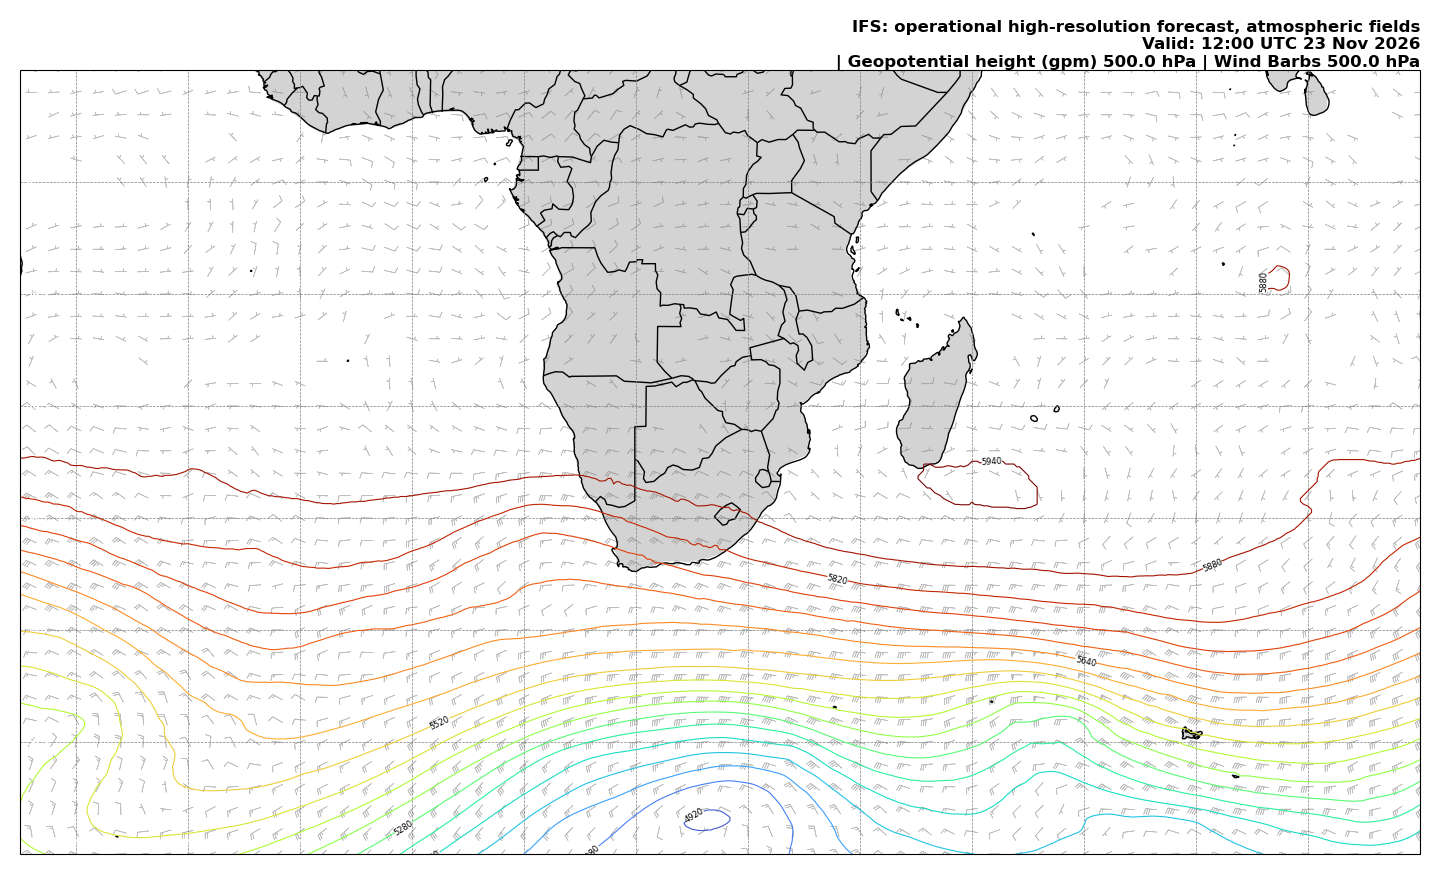 IFS: operational high-resolution forecast, atmospheric fields
Valid: 12:00 UTC 23 Nov 2026
| Geopotential height (gpm) 500.0 hPa | Wind Barbs 500.0 hPa
5880
5940
5880
5820
5640
5520
4920
5280